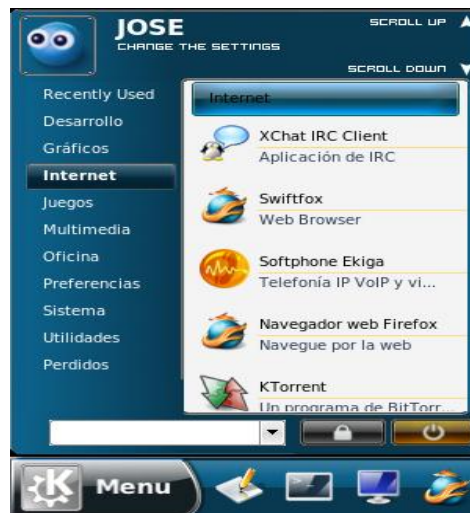 JOSE
CHANGE THE SETTINGS
SCROLL UP
SCROLL DOWN
Recently Used
Desarrollo
Gráficos
Internet
Juegos
Multimedia
Oficina
Preferencias
Sistema
Utilidades
Perdidos
Internet
XChat IRC Client
Aplicación de IRC
Swiftfox
Web Browser
Softphone Ekiga
Telefonía IP VoIP y vi...
Navegador web Firefox
Navegue por la web
KTorrent
Un programa de BitTorr...
K Menu